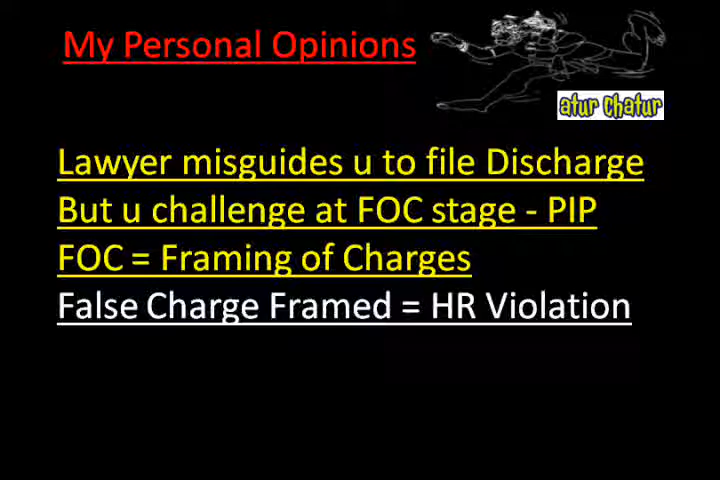 My Personal Opinions
atur chatur
Lawyer misguides u to file Discharge
But u challenge at FOC stage - PIP
FOC = Framing of Charges
False Charge Framed = HR Violation